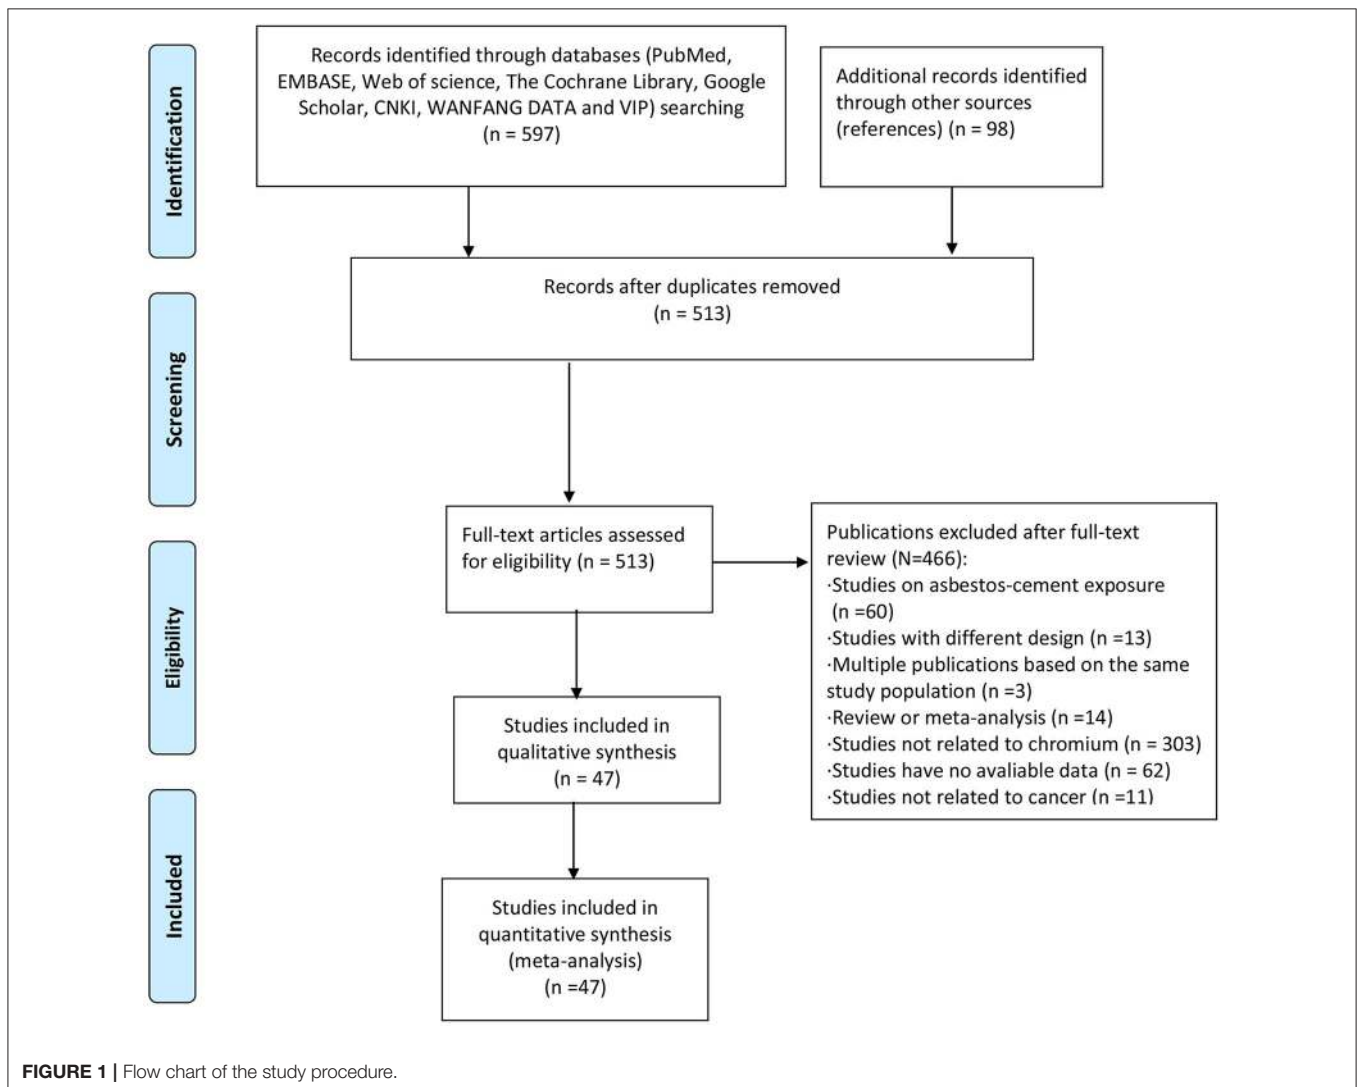 Identification
Records identified through databases (PubMed,
EMBASE, Web of science, The Cochrane Library, Google
Scholar, CNKI, WANFANG DATA and VIP) searching
(n = 597)
Additional records identified
through other sources
(references) (n = 98)
Records after duplicates removed
(n = 513)
Screening
Full-text articles assessed
for eligibility (n = 513)
Publications excluded after full-text
review (N=466):
·Studies on asbestos-cement exposure
(n =60)
·Studies with different design (n =13)
·Multiple publications based on the same
study population (n =3)
·Review or meta-analysis (n =14)
·Studies not related to chromium (n = 303)
·Studies have no avaliable data (n = 62)
·Studies not related to cancer (n =11)
Eligibility
Studies included in
qualitative synthesis
(n = 47)
Included
Studies included in
quantitative synthesis
(meta-analysis)
(n =47)
FIGURE 1 | Flow chart of the study procedure.